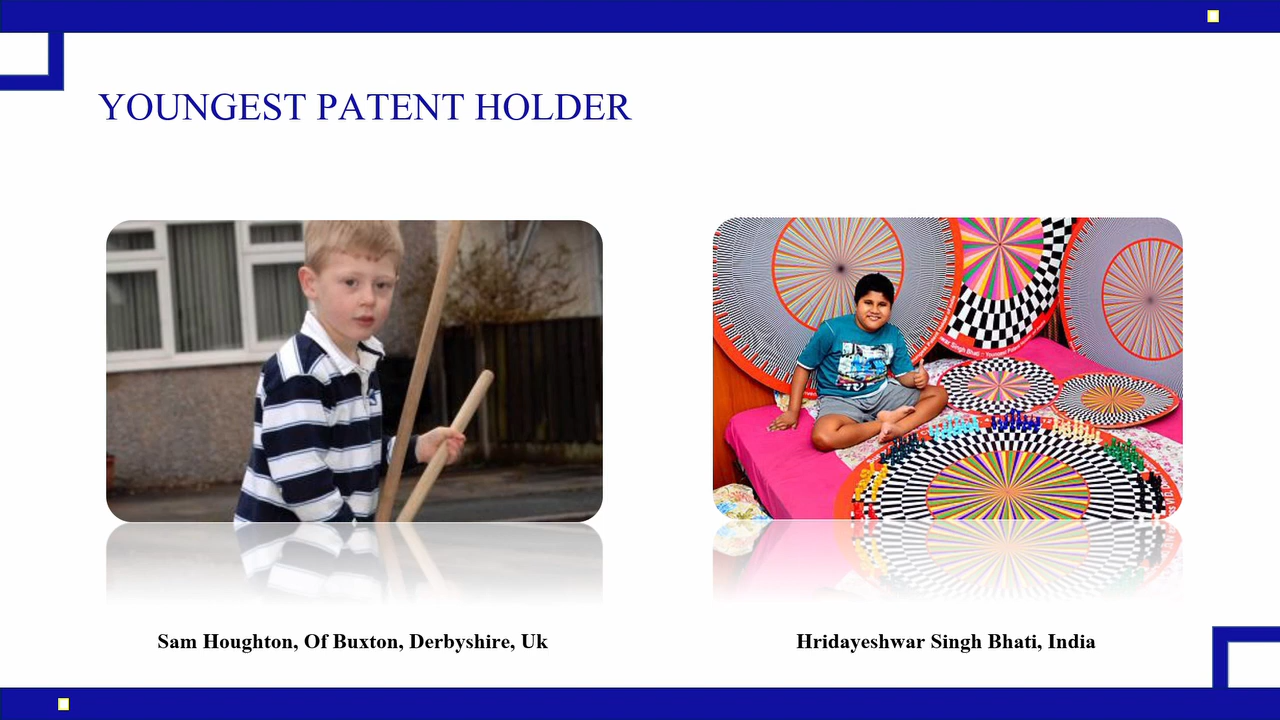 YOUNGEST PATENT HOLDER
Sam Houghton, Of Buxton, Derbyshire, Uk
Hridayeshwar Singh Bhati, India